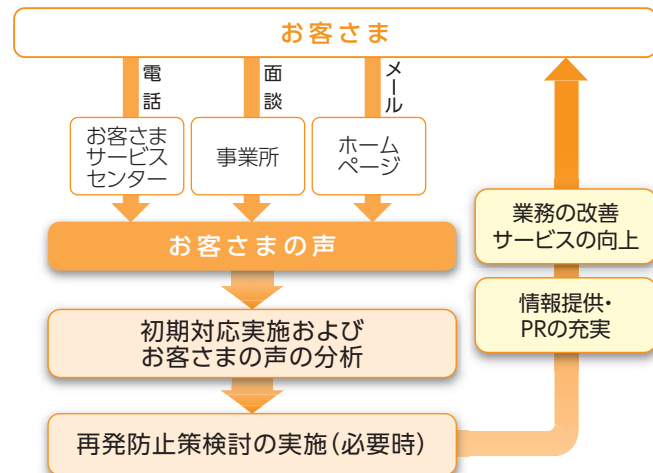 お客さま
電話
面談
メール
お客さま
サービス
センター
事業所
ホーム
ページ
お客さまの声
業務の改善
サービスの向上
情報提供・
PRの充実
初期対応実施および
お客さまの声の分析
再発防止策検討の実施(必要時)